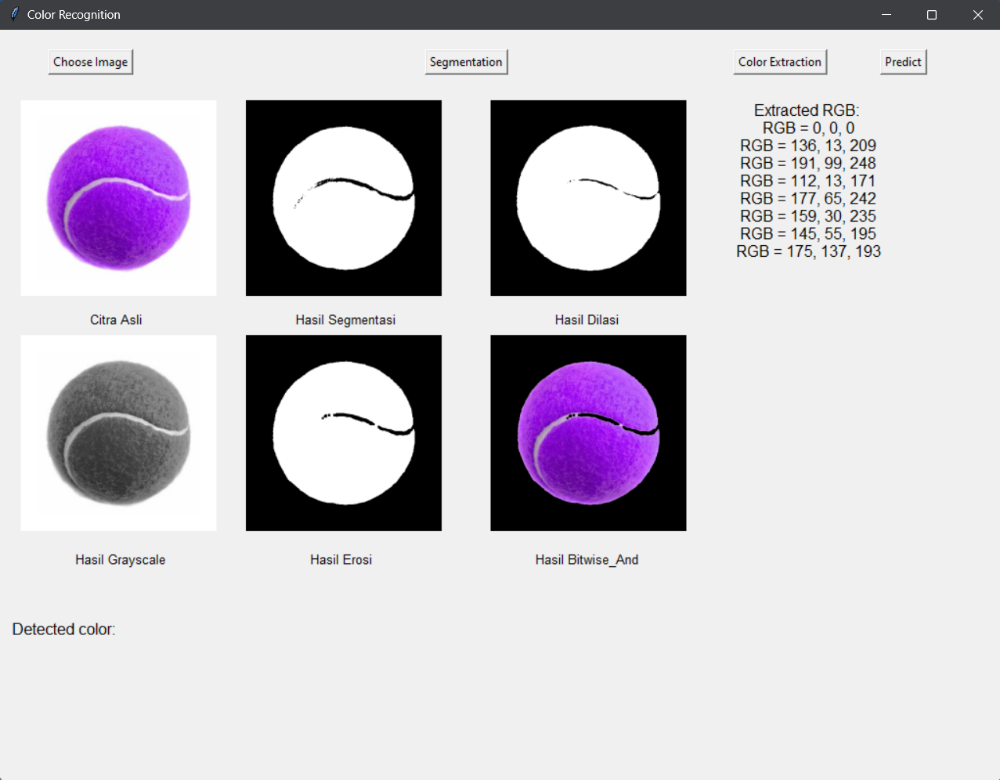 Color Recognition
Choose Image
Segmentation
Color Extraction
Predict
Extracted RGB:
RGB = 0, 0, 0
RGB = 136, 13, 209
RGB = 191, 99, 248
RGB = 112, 13, 171
RGB = 177, 65, 242
RGB = 159, 30, 235
RGB = 145, 55, 195
RGB = 175, 137, 193
Citra Asli
Hasil Segmentasi
Hasil Dilasi
Hasil Grayscale
Hasil Erosi
Hasil Bitwise_And
Detected color: